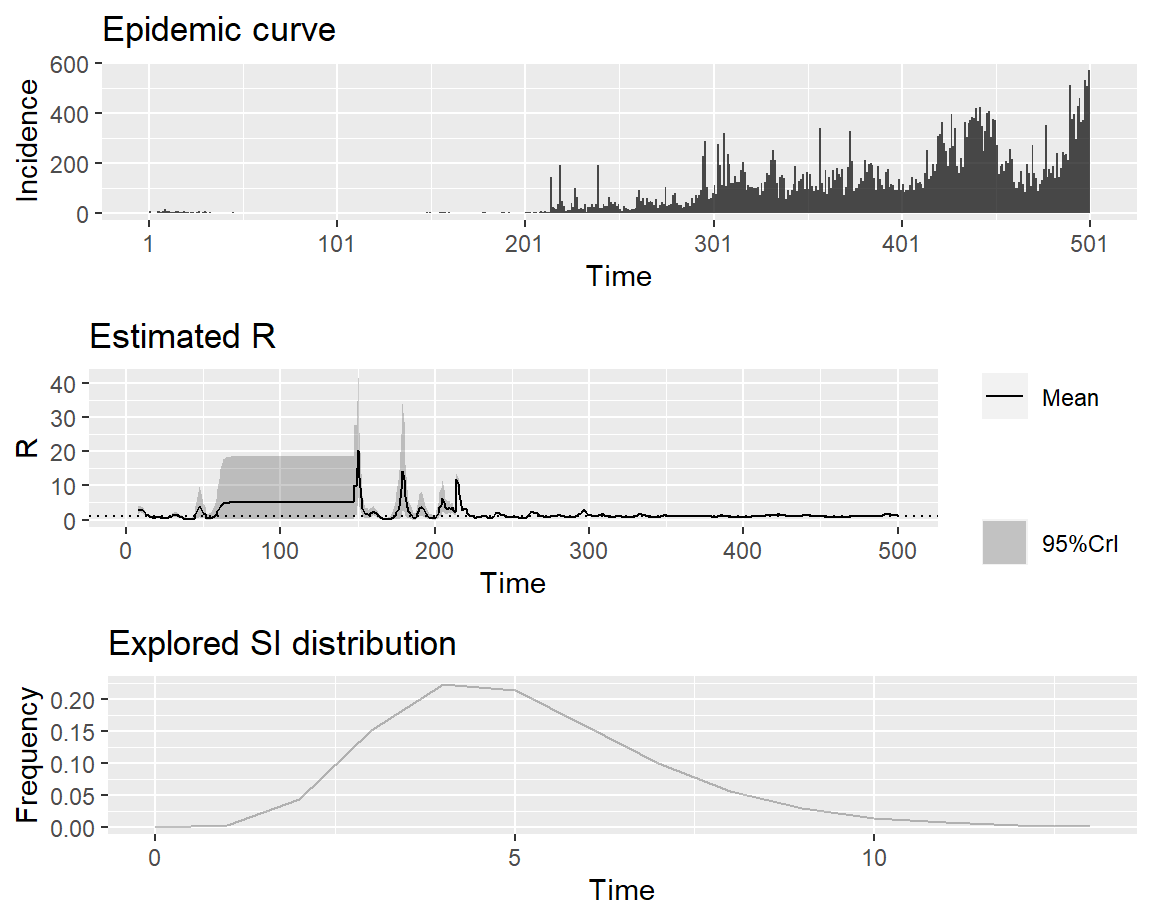 Epidemic curve
Incidence
600
400
200
0
1 101 201 301 401 501
Time
Estimated R
R
40
30
20
10
0
0 100 200 300 400 500
Time
Mean
95%CrI
Explored SI distribution
Frequency
0.20
0.15
0.10
0.05
0.00
0 5 10
Time